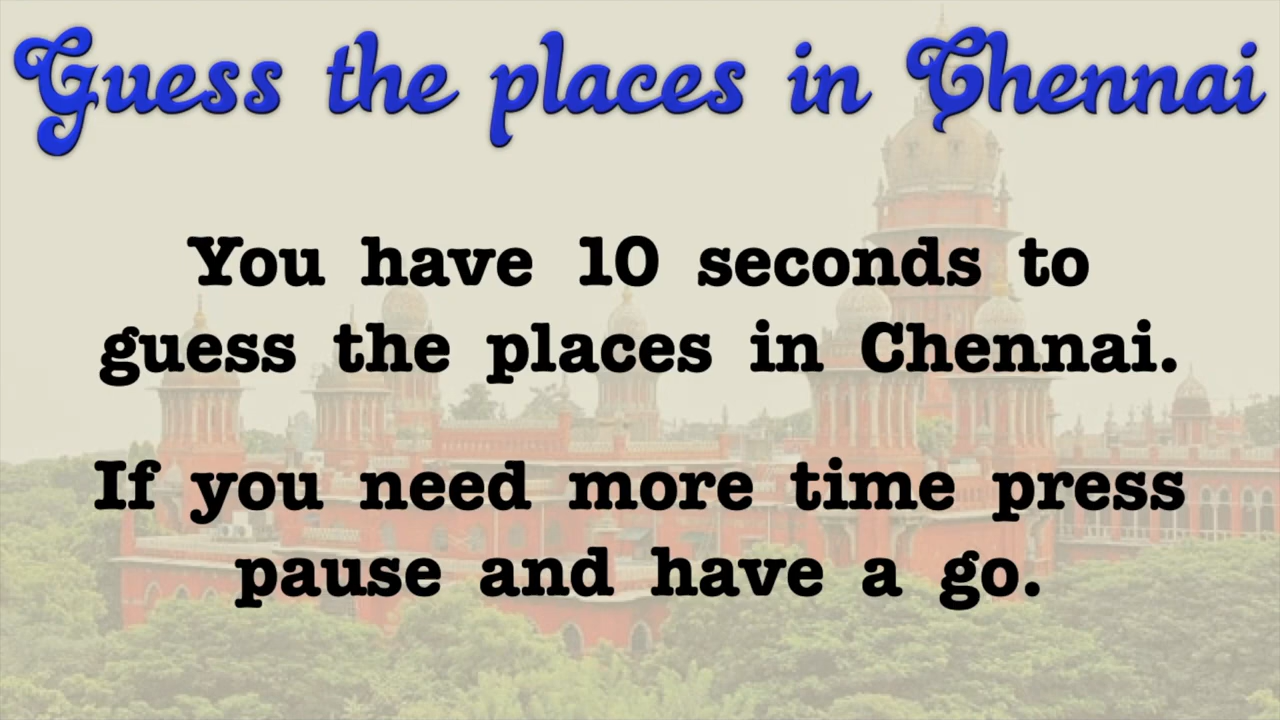 Guess the places in Chennai
You have 10 seconds to
guess the places in Chennai.
If you need more time press
pause and have a go.